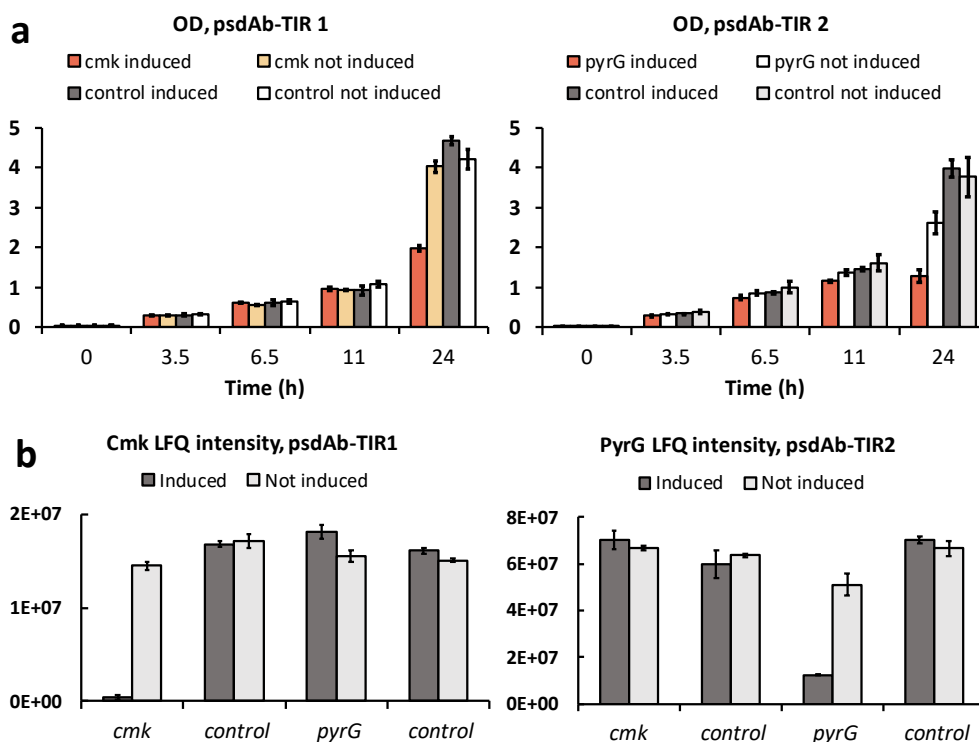 a
OD, psdAb-TIR 1
cmk induced
cmk not induced
control induced
control not induced
5
4
3
2
1
0
0
3.5
6.5
11
24
Time (h)
OD, psdAb-TIR 2
pyrG induced
pyrG not induced
control induced
control not induced
5
4
3
2
1
0
0
3.5
6.5
11
24
Time (h)
b
Cmk LFQ intensity, psdAb-TIR1
Induced
Not induced
2E+07
1E+07
0E+00
cmk
control
pyrG
control
PyrG LFQ intensity, psdAb-TIR2
Induced
Not induced
8E+07
6E+07
4E+07
2E+07
0E+00
cmk
control
pyrG
control